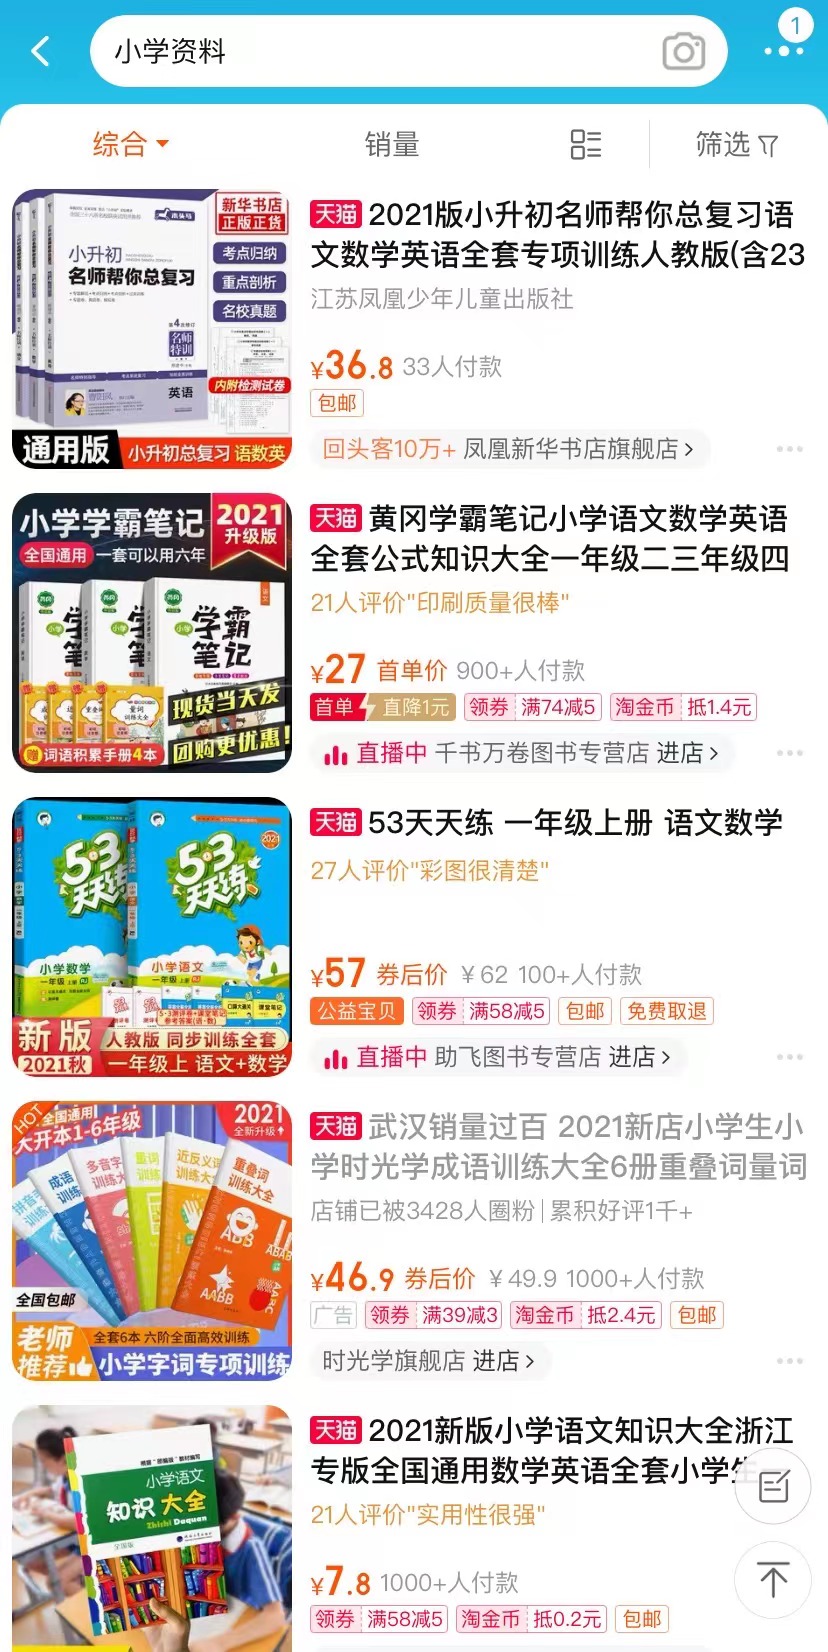 1
小学资料
综合
销量
筛选
新华书店
正版正货
小升初
名师帮你总复习
考点归纳
重点剖析
名校真题
第4次修订
名师
特训
英语
内附检测试卷
通用版
小升初总复习 语数英
天猫 2021版小升初名师帮你总复习语
文数学英语全套专项训练人教版(含23
江苏凤凰少年儿童出版社
¥36.8 33人付款
包邮
回头客10万+ 凤凰新华书店旗舰店
小学学霸笔记
2021
升级版
全国通用 一套可以用六年
小学
学霸
笔记
语文
现货当天发
团购更优惠!
赠 词语积累手册4本
天猫 黄冈学霸笔记小学语文数学英语
全套公式知识大全一年级二三年级四
21人评价"印刷质量很棒"
¥27 首单价 900+人付款
首单 直降1元 领券 满74减5 淘金币 抵1.4元
直播中 千书万卷图书专营店 进店
53
天天练
53
天天练
小学数学
一年级 上册
小学语文
一年级 上册
新版
2021秋
人教版 同步训练全套
一年级上 语文+数学
天猫 53天天练 一年级上册 语文数学
27人评价"彩图很清楚"
¥57 券后价 ¥62 100+人付款
公益宝贝 领券 满58减5 包邮 免费取退
直播中 助飞图书专营店 进店
HOT
全国通用
大开本1-6年级
2021
全新升级
成语
训练
多音字
训练大
量词
训练
近反义
训练大
重叠词
训练大全
ABB
AABB
全国包邮
老师
推荐
全套6本 六阶全面高效训练
小学字词专项训练
天猫 武汉销量过百 2021新店小学生小
学时光学成语训练大全6册重叠词量词
店铺已被3428人圈粉 | 累积好评1千+
¥46.9 券后价 ¥49.9 1000+人付款
广告 领券 满39减3 淘金币 抵2.4元 包邮
时光学旗舰店 进店
根据"部编版"教材编写
小学语文
知识大全
Zhishi Daquan
天猫 2021新版小学语文知识大全浙江
专版全国通用数学英语全套小学生
21人评价"实用性很强"
¥7.8 1000+人付款
领券 满58减5 淘金币 抵0.2元 包邮